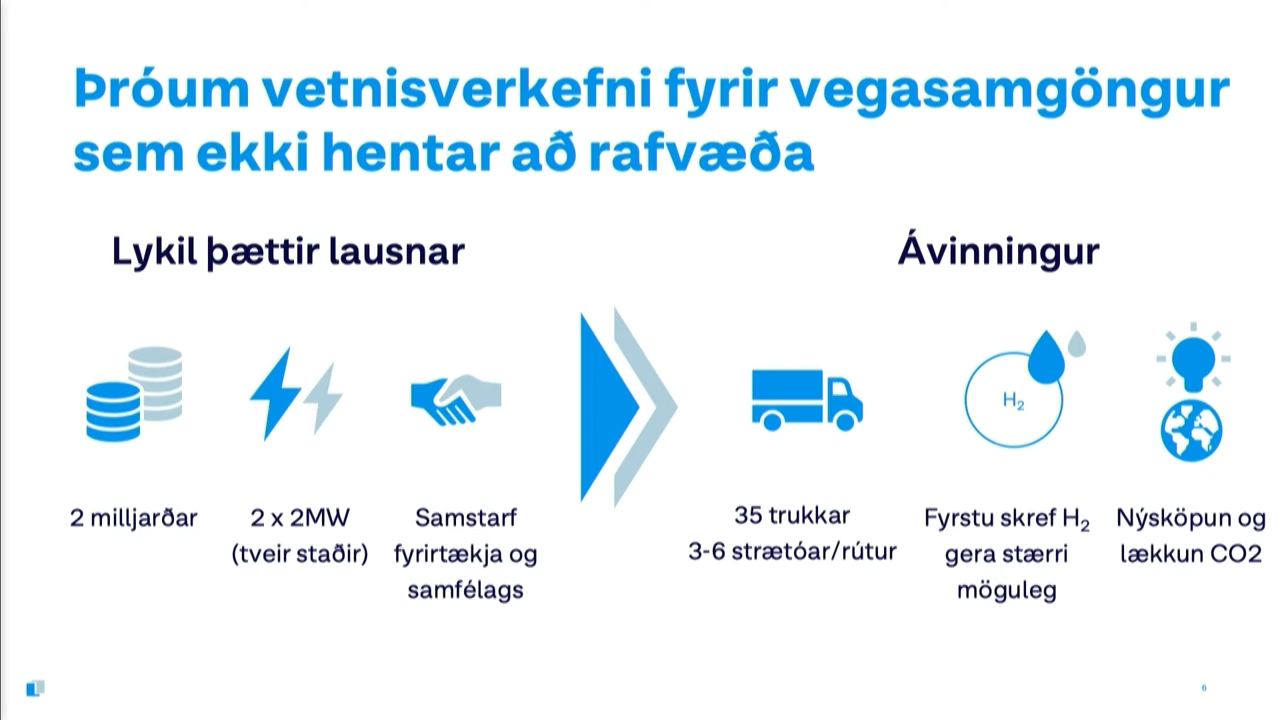 Þróum vetnisverkefni fyrir vegasamgöngur
sem ekki hentar að rafvæða
Lykil þættir lausnar
2 milljarðar
2 x 2MW
(tveir staðir)
Samstarf
fyrirtækja og
samfélags
Ávinningur
35 trukkar
3-6 strætóar/rútur
H₂
Fyrstu skref H₂
gera stærri
möguleg
Nýsköpun og
lækkun CO2
6